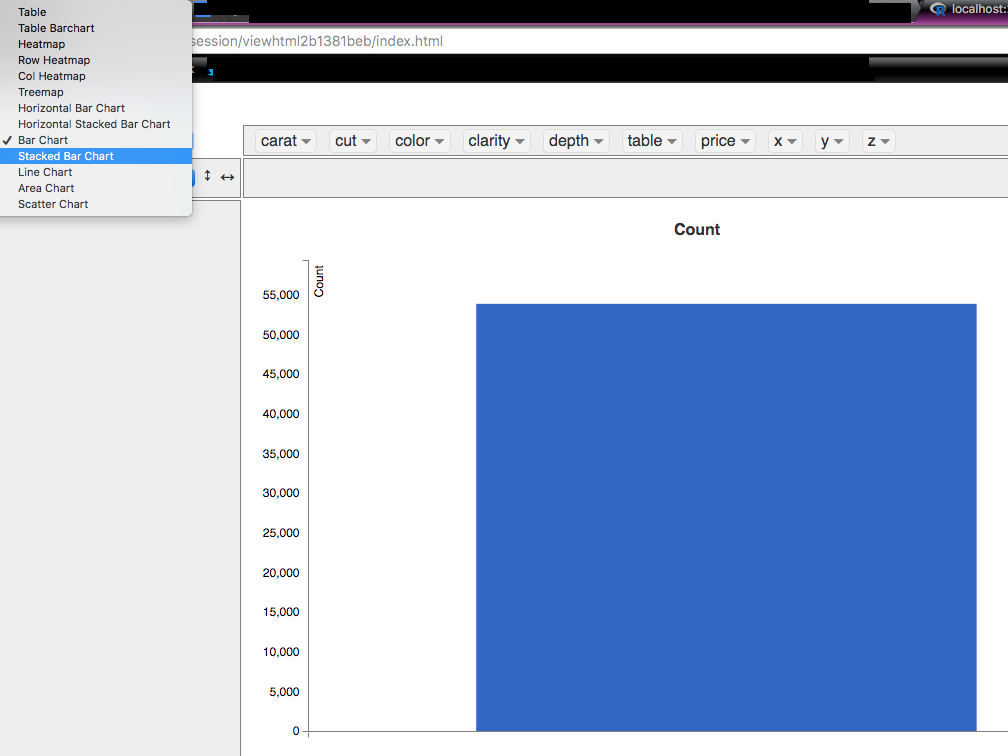 Table
Table Barchart
Heatmap
Row Heatmap
Col Heatmap
Treemap
Horizontal Bar Chart
Horizontal Stacked Bar Chart
✓ Bar Chart
Stacked Bar Chart
Line Chart
Area Chart
Scatter Chart
localhost:
session/viewhtml2b1381beb/index.html
carat cut color clarity depth table price x y z
Count
Count
55,000
50,000
45,000
40,000
35,000
30,000
25,000
20,000
15,000
10,000
5,000
0